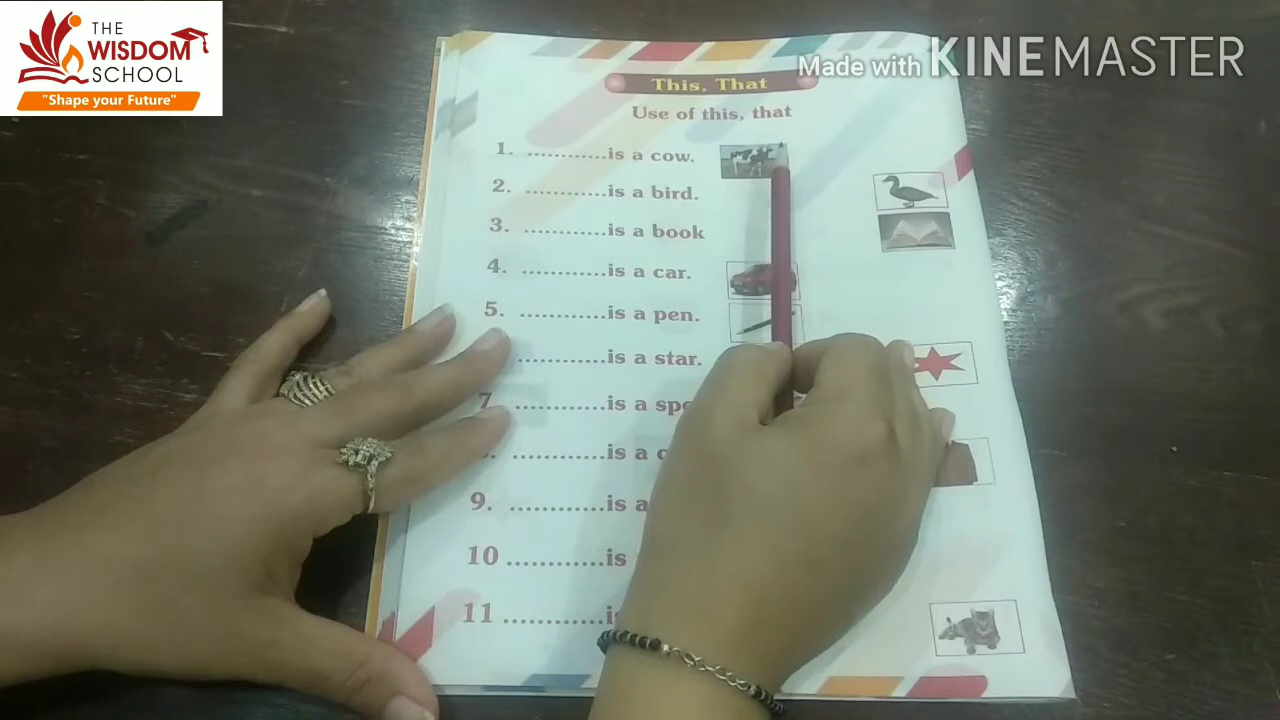 THE
WISDOM
SCHOOL
"Shape your Future"
Made with KINEMASTER
This, That
Use of this, that
1. ............is a cow.
2. ............is a bird.
3. ............is a book
4. ............is a car.
5. ............is a pen.
............is a star.
7 ............is a
............is a
9. ............is a
10 ............is
11 ............